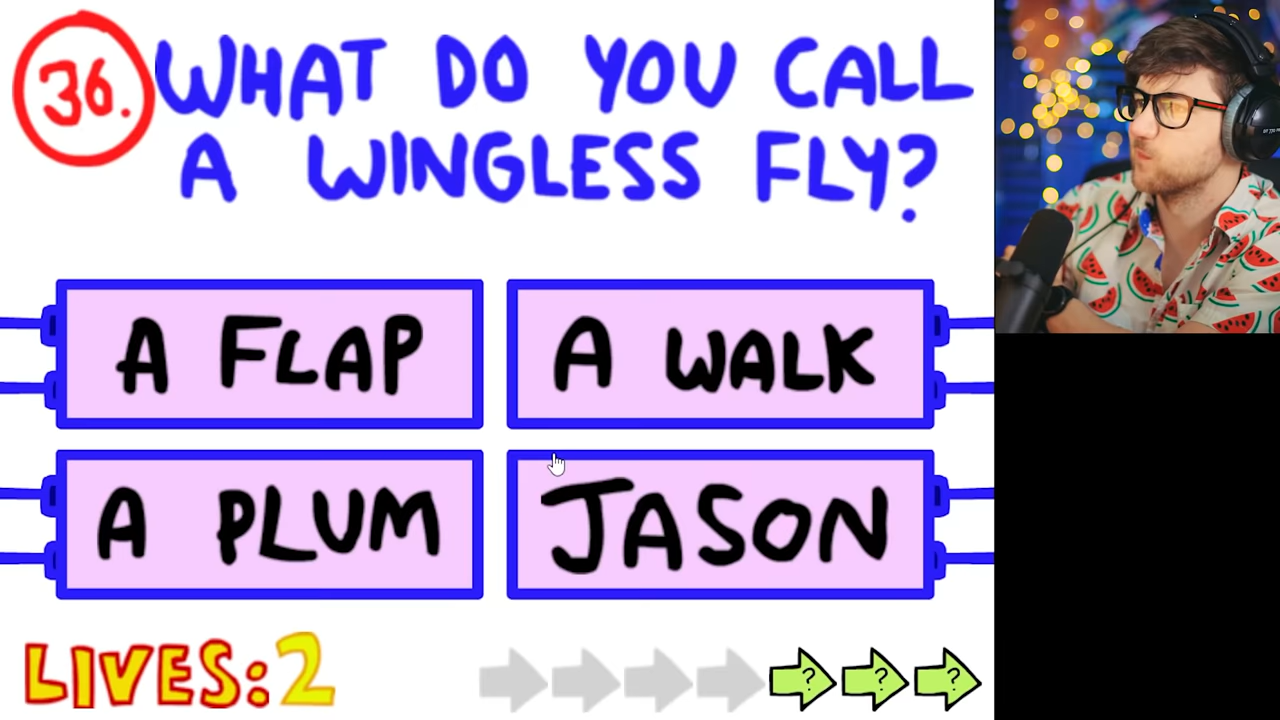 36.
WHAT DO YOU CALL
A WINGLESS FLY?
A FLAP
A WALK
A PLUM
JASON
LIVES:2
? ? ?